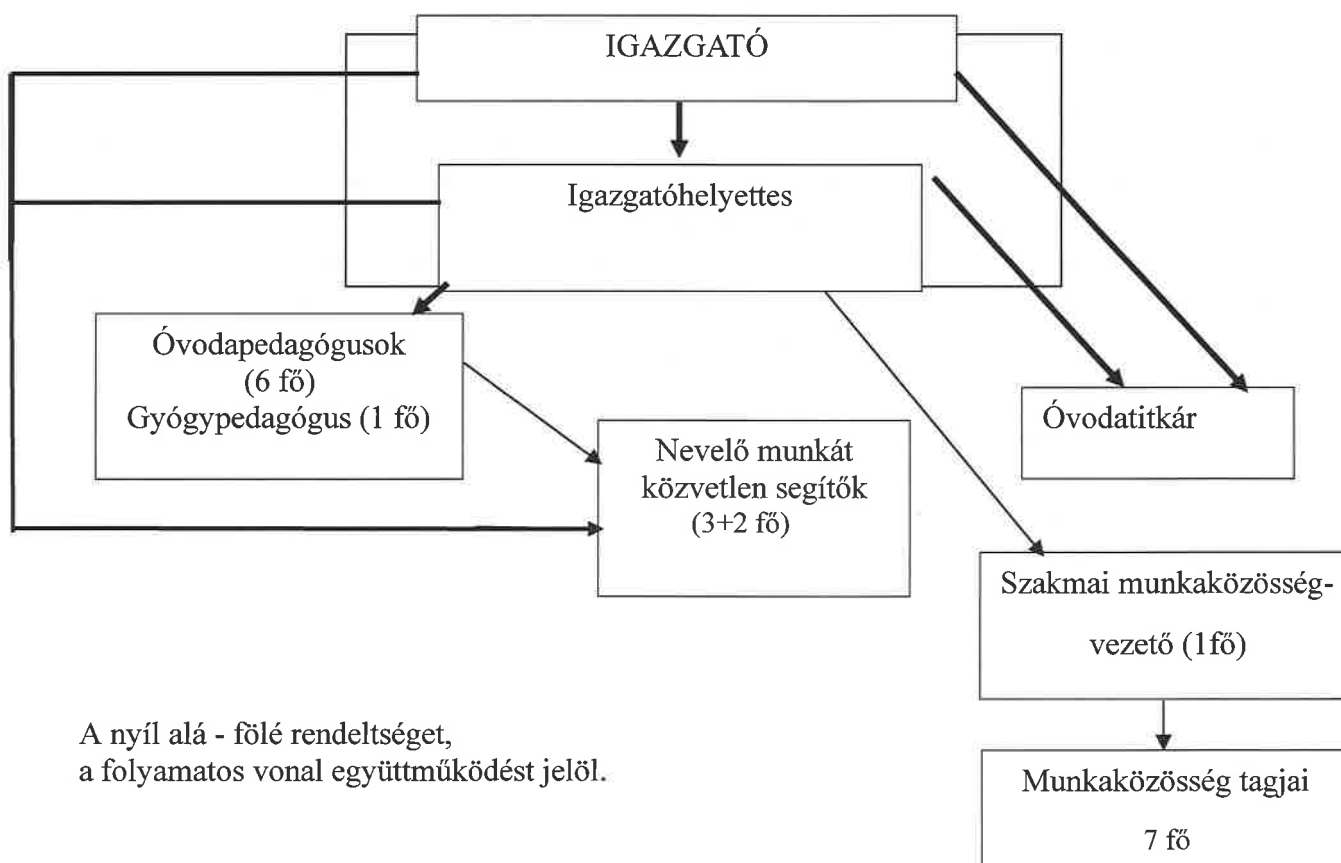 IGAZGATÓ
Igazgatóhelyettes
Óvodapedagógusok
(6 fő)
Gyógypedagógus (1 fő)
Nevelő munkát
közvetlen segítők
(3+2 fő)
Óvodatitkár
Szakmai munkaközösség-
vezető (1fő)
Munkaközösség tagjai
7 fő
A nyíl alá - fölé rendeltséget,
a folyamatos vonal együttműködést jelöl.